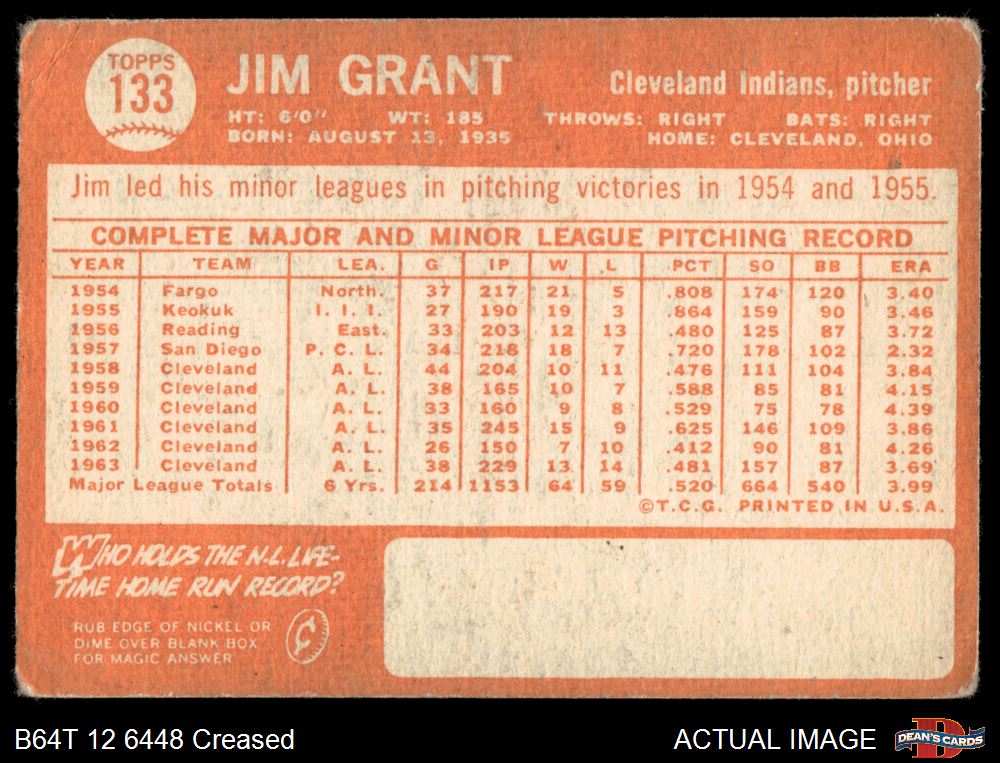 TOPPS
133
JIM GRANT
Cleveland Indians, pitcher
HT: 6'0" WT: 185 THROWS: RIGHT BATS: RIGHT
BORN: AUGUST 13, 1935 HOME: CLEVELAND, OHIO
Jim led his minor leagues in pitching victories in 1954 and 1955.
COMPLETE MAJOR AND MINOR LEAGUE PITCHING RECORD
YEAR TEAM LEA. G IP W L PCT SO BB ERA
1954 Fargo North. 37 217 21 5 .808 174 120 3.40
1955 Keokuk I. I. I. 27 190 19 3 .864 159 90 3.46
1956 Reading East. 33 203 12 13 .480 125 87 3.72
1957 San Diego P. C. L. 34 218 18 7 .720 178 102 2.32
1958 Cleveland A. L. 44 204 10 11 .476 111 104 3.84
1959 Cleveland A. L. 38 165 10 7 .588 85 81 4.15
1960 Cleveland A. L. 33 160 9 8 .529 75 78 4.39
1961 Cleveland A. L. 35 245 15 9 .625 146 109 3.86
1962 Cleveland A. L. 26 150 7 10 .412 90 81 4.26
1963 Cleveland A. L. 38 229 13 14 .481 157 87 3.69
Major League Totals 6 Yrs. 214 1153 64 59 .520 664 540 3.99
©T.C.G. PRINTED IN U.S.A.
WHO HOLDS THE N.L. LIFE-
TIME HOME RUN RECORD?
RUB EDGE OF NICKEL OR
DIME OVER BLANK BOX
FOR MAGIC ANSWER
B64T 12 6448 Creased
ACTUAL IMAGE
DEAN'S CARDS